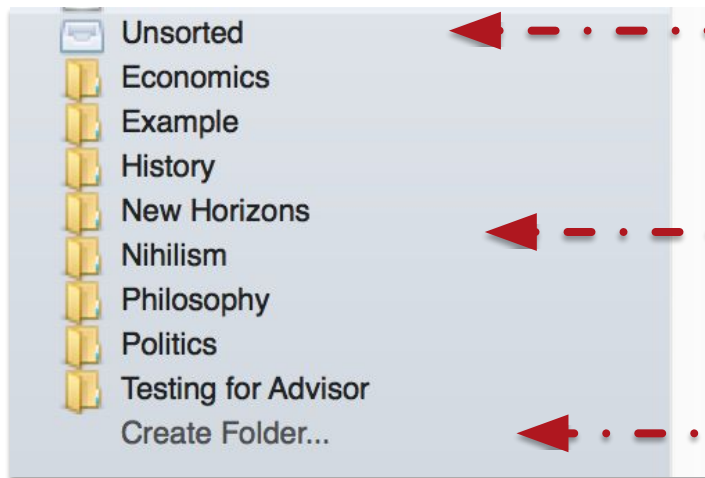 Unsorted
Economics
Example
History
New Horizons
Nihilism
Philosophy
Politics
Testing for Advisor
Create Folder...